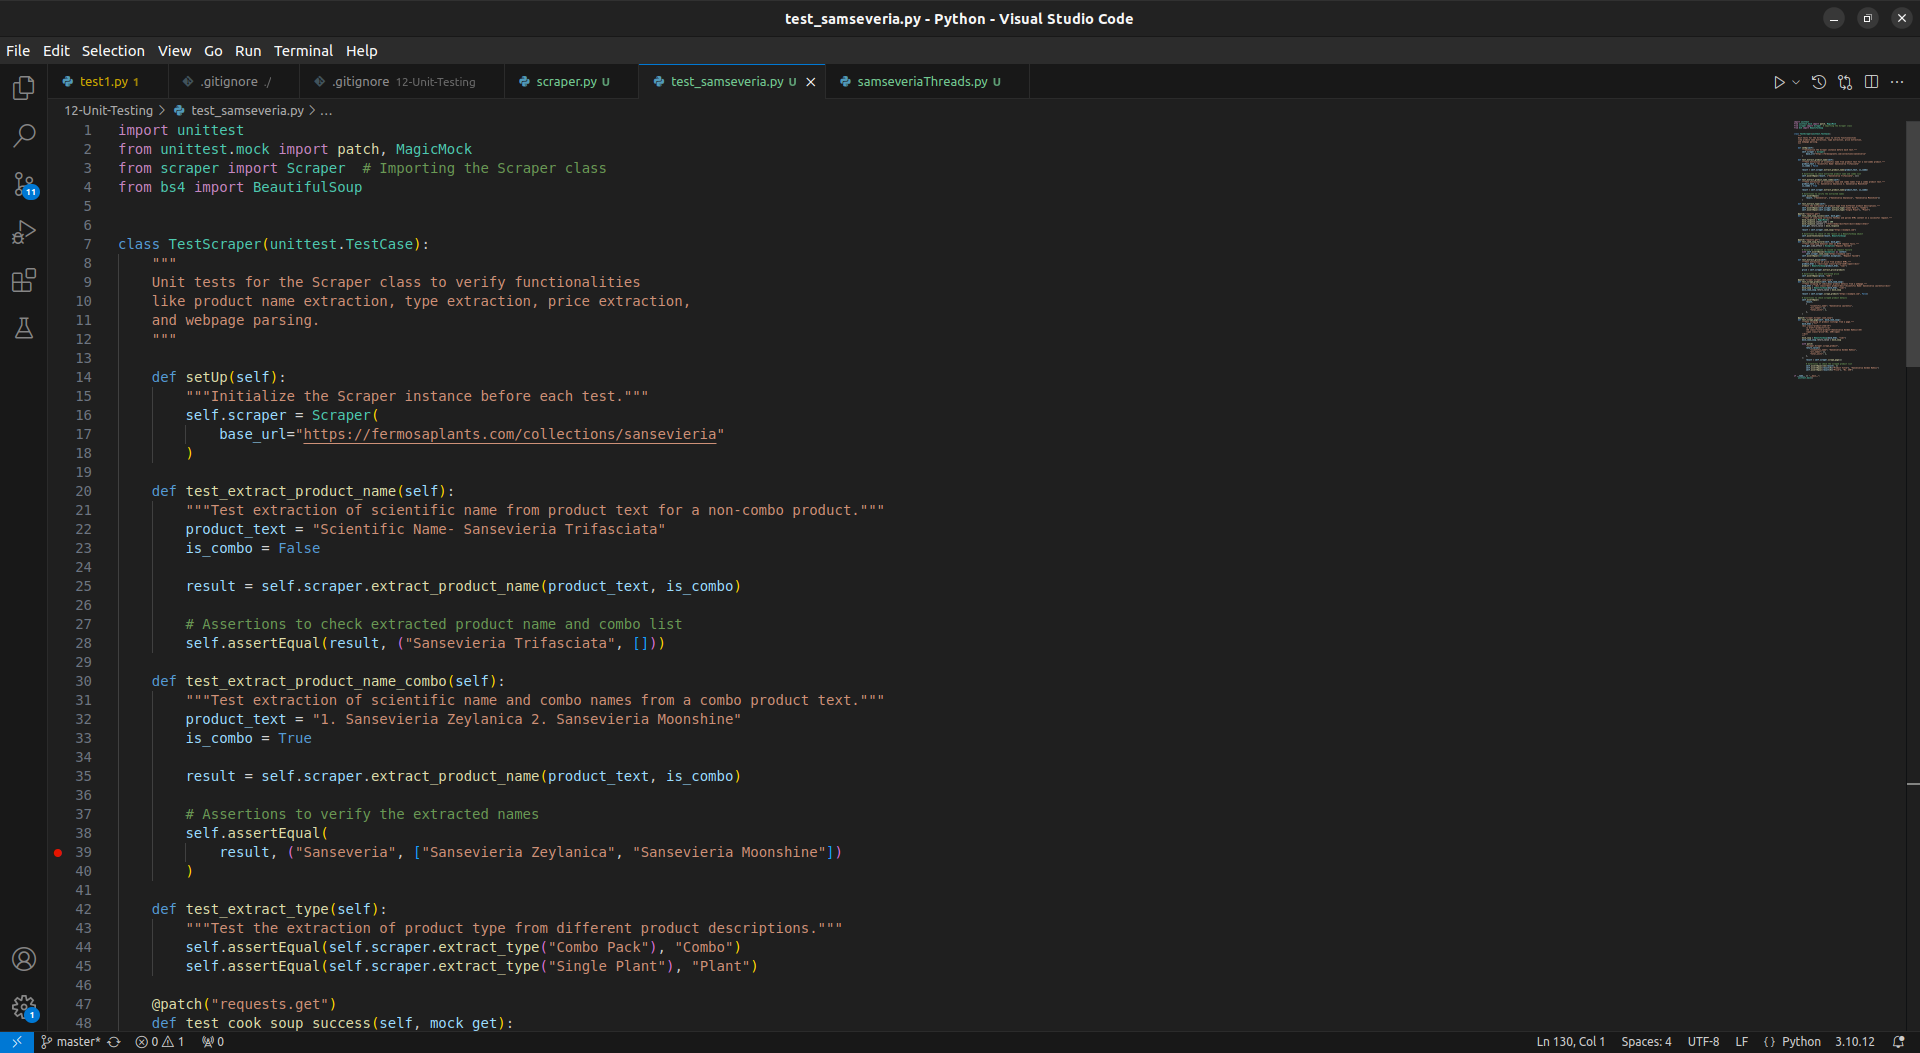 test_samseveria.py - Python - Visual Studio Code
File Edit Selection View Go Run Terminal Help
test1.py 1 .gitignore ./ .gitignore 12-Unit-Testing scraper.py U test_samseveria.py U samseveriaThreads.py U
12-Unit-Testing > test_samseveria.py > ...
1 import unittest
2 from unittest.mock import patch, MagicMock
3 from scraper import Scraper # Importing the Scraper class
4 from bs4 import BeautifulSoup
5
6
7 class TestScraper(unittest.TestCase):
8 """
9 Unit tests for the Scraper class to verify functionalities
10 like product name extraction, type extraction, price extraction,
11 and webpage parsing.
12 """
13
14 def setUp(self):
15 """Initialize the Scraper instance before each test."""
16 self.scraper = Scraper(
17 base_url="https://fermosaplants.com/collections/sansevieria"
18 )
19
20 def test_extract_product_name(self):
21 """Test extraction of scientific name from product text for a non-combo product."""
22 product_text = "Scientific Name- Sansevieria Trifasciata"
23 is_combo = False
24
25 result = self.scraper.extract_product_name(product_text, is_combo)
26
27 # Assertions to check extracted product name and combo list
28 self.assertEqual(result, ("Sansevieria Trifasciata", []))
29
30 def test_extract_product_name_combo(self):
31 """Test extraction of scientific name and combo names from a combo product text."""
32 product_text = "1. Sansevieria Zeylanica 2. Sansevieria Moonshine"
33 is_combo = True
34
35 result = self.scraper.extract_product_name(product_text, is_combo)
36
37 # Assertions to verify the extracted names
38 self.assertEqual(
39 result, ("Sanseveria", ["Sansevieria Zeylanica", "Sansevieria Moonshine"])
40 )
41
42 def test_extract_type(self):
43 """Test the extraction of product type from different product descriptions."""
44 self.assertEqual(self.scraper.extract_type("Combo Pack"), "Combo")
45 self.assertEqual(self.scraper.extract_type("Single Plant"), "Plant")
46
47 @patch("requests.get")
48 def test_cook_soup_success(self, mock_get):
11
1
master* 0 1 0 Ln 130, Col 1 Spaces: 4 UTF-8 LF {} Python 3.10.12